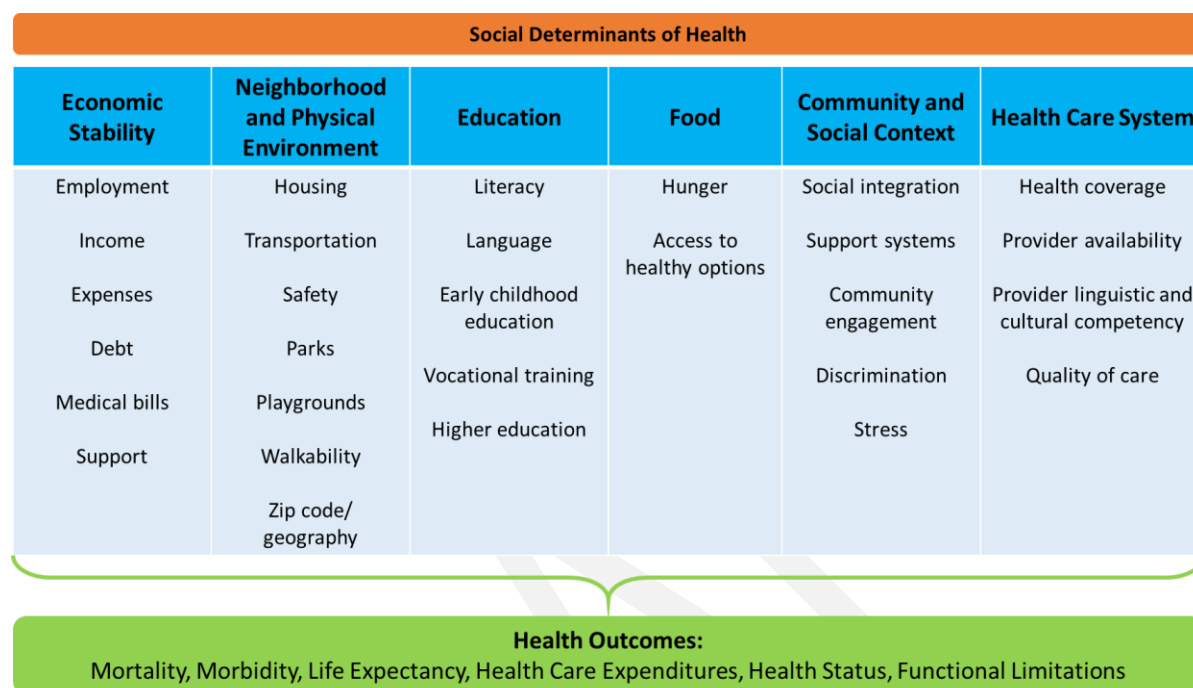 Social Determinants of Health
Economic
Stability
Neighborhood
and Physical
Environment
Education
Food
Community and
Social Context
Health Care System
Employment
Income
Expenses
Debt
Medical bills
Support
Housing
Transportation
Safety
Parks
Playgrounds
Walkability
Zip code/
geography
Literacy
Language
Early childhood
education
Vocational training
Higher education
Hunger
Access to
healthy options
Social integration
Support systems
Community
engagement
Discrimination
Stress
Health coverage
Provider availability
Provider linguistic and
cultural competency
Quality of care
Health Outcomes:
Mortality, Morbidity, Life Expectancy, Health Care Expenditures, Health Status, Functional Limitations